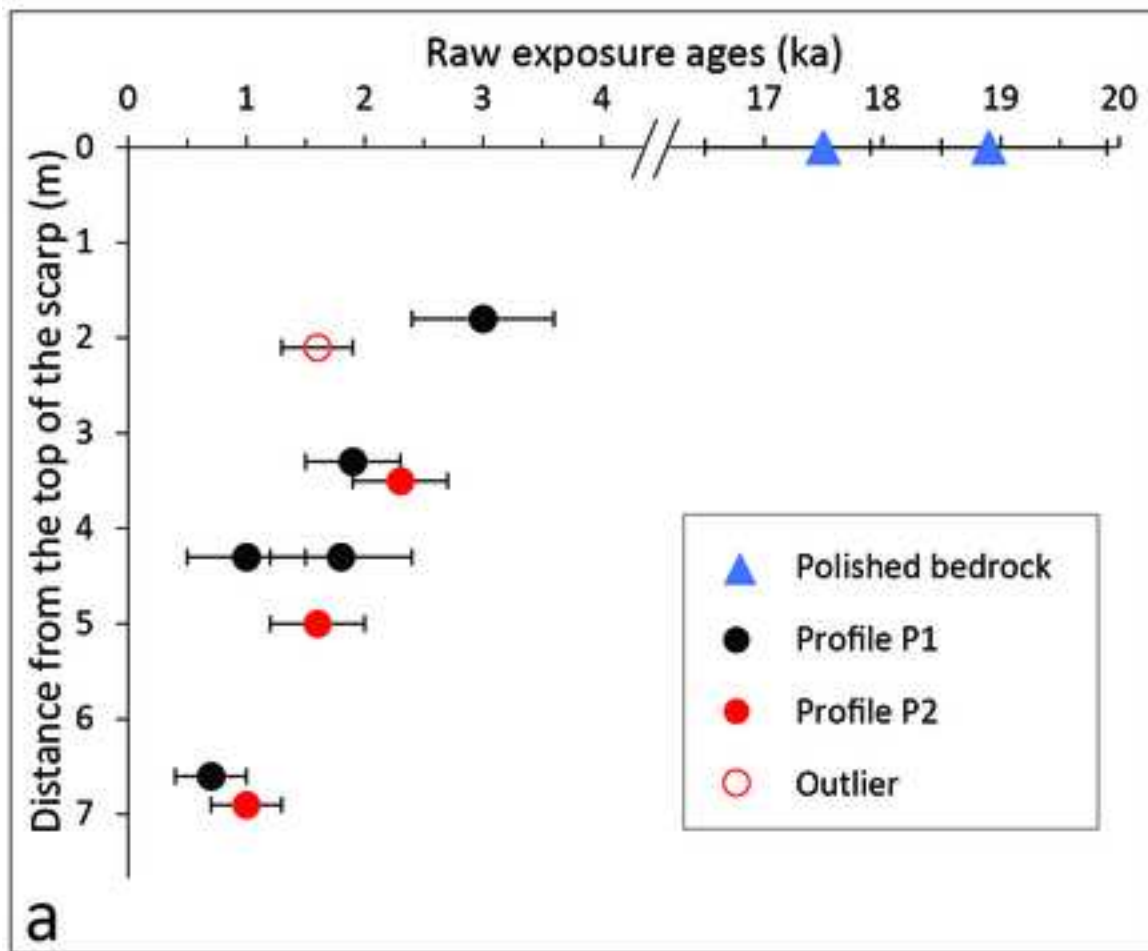 Raw exposure ages (ka)
0 1 2 3 4 17 18 19 20
Distance from the top of the scarp (m)
0
1
2
3
4
5
6
7
Polished bedrock
Profile P1
Profile P2
Outlier
a